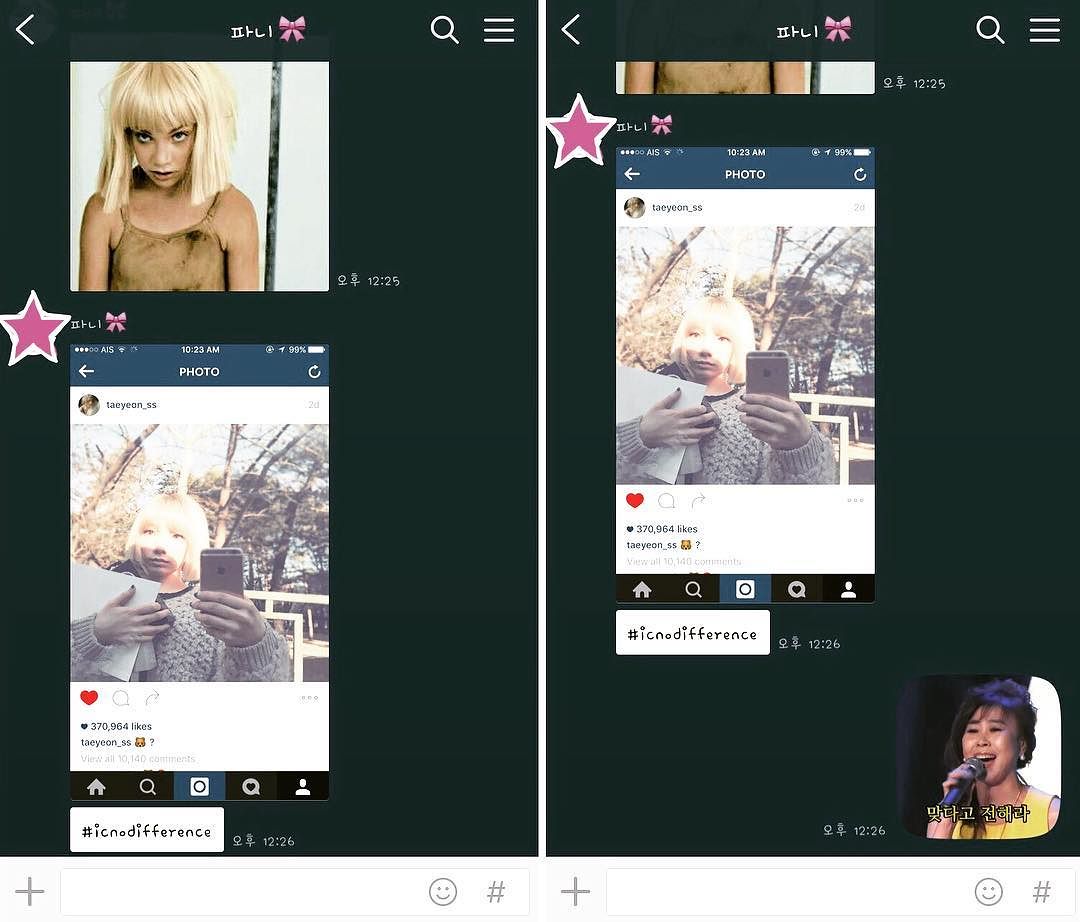 파니🎀
오후 12:25
파니🎀
AIS
10:23 AM
99%
PHOTO
taeyeon_ss
2d
370,964 likes
taeyeon_ss 🐻 ?
View all 10,140 comments
#icnodifference
오후 12:26
#
파니🎀
오후 12:25
파니🎀
AIS
10:23 AM
99%
PHOTO
taeyeon_ss
2d
370,964 likes
taeyeon_ss 🐻 ?
View all 10,140 comments
#icnodifference
오후 12:26
맞다고 전해라
오후 12:26
#